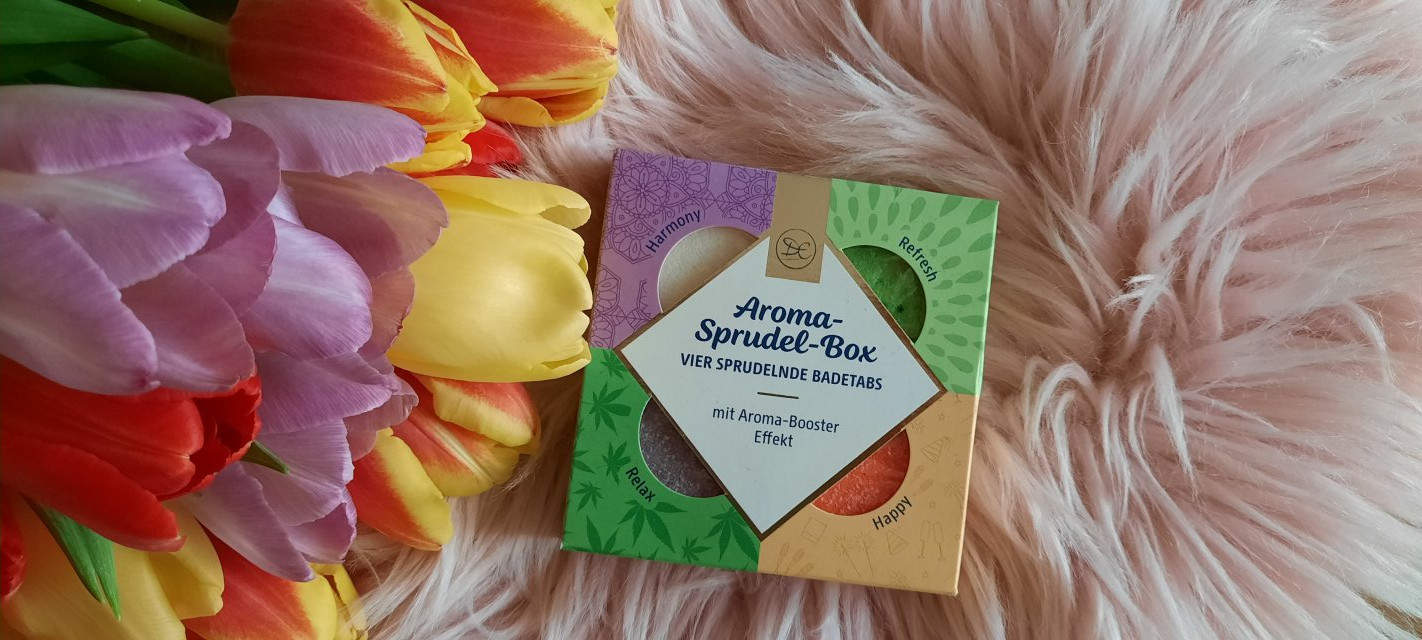 Harmony
Refresh
Aroma-
Sprudel-Box
VIER SPRUDELNDE BADETABS
mit Aroma-Booster
Effekt
Relax
Happy